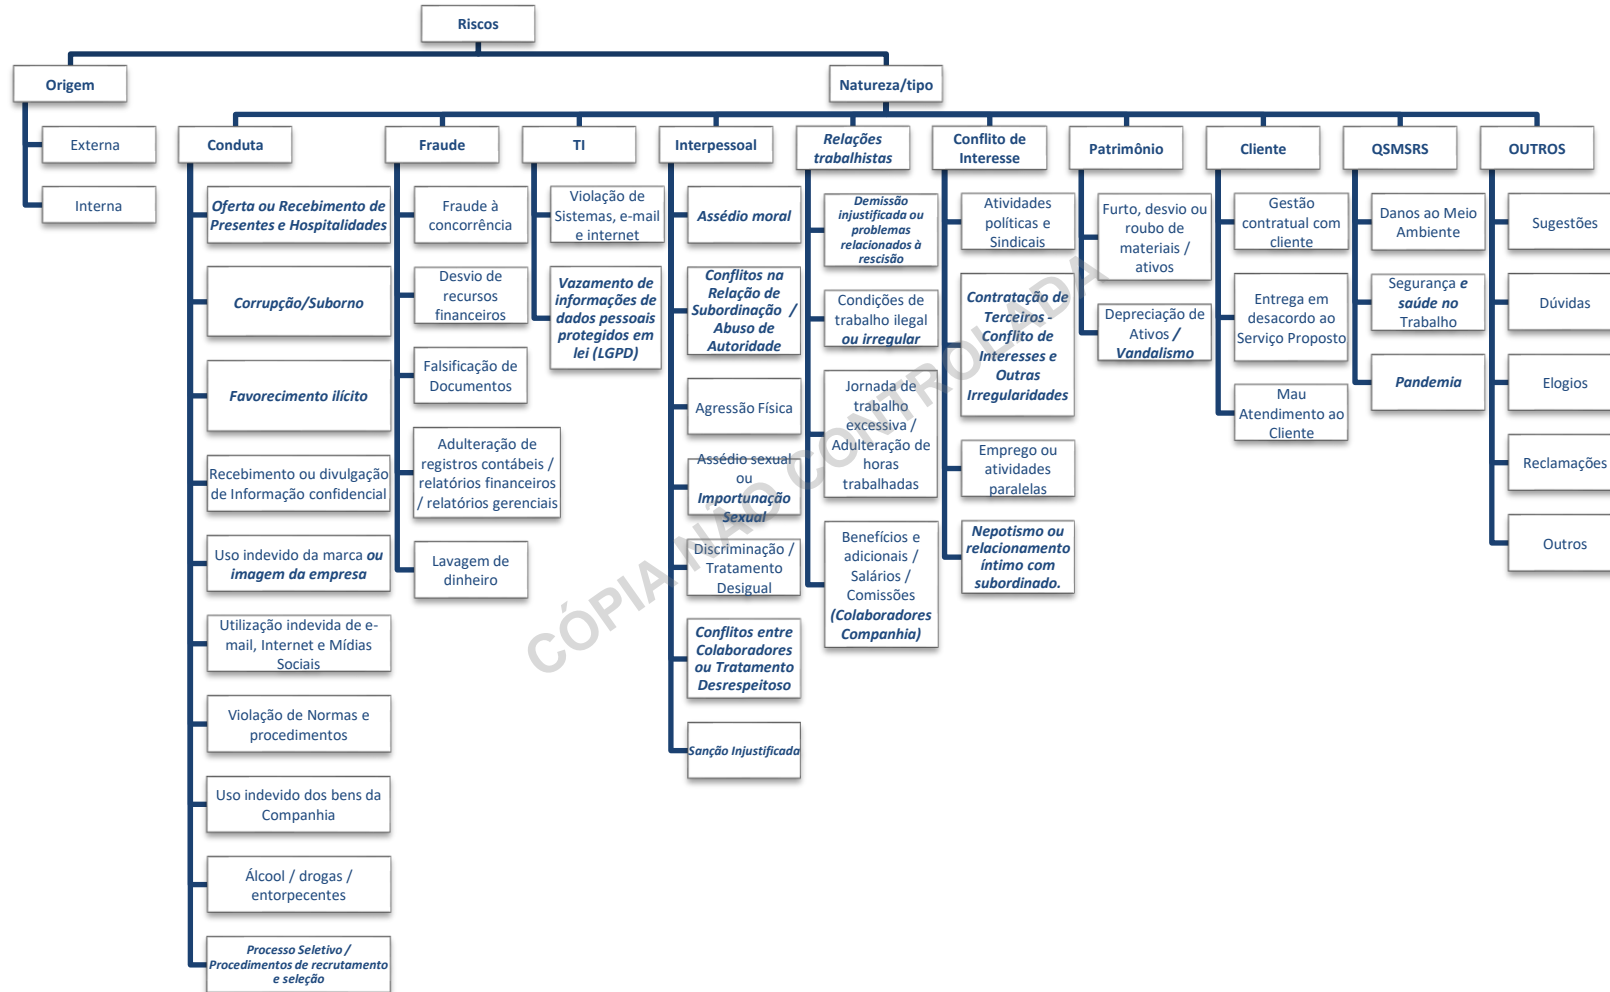 Riscos
Origem
Externa
Interna
Natureza/tipo
Conduta
Oferta ou Recebimento de
Presentes e Hospitalidades
Corrupção/Suborno
Favorecimento ilícito
Recebimento ou divulgação
de Informação confidencial
Uso indevido da marca ou
imagem da empresa
Utilização indevida de e-
mail, Internet e Mídias
Sociais
Violação de Normas e
procedimentos
Uso indevido dos bens da
Companhia
Álcool / drogas /
entorpecentes
Processo Seletivo /
Procedimentos de recrutamento
e seleção
Fraude
Fraude à
concorrência
Desvio de
recursos
financeiros
Falsificação de
Documentos
Adulteração de
registros contábeis /
relatórios financeiros
/ relatórios gerenciais
Lavagem de
dinheiro
TI
Violação de
Sistemas, e-mail
e internet
Vazamento de
informações de
dados pessoais
protegidos em
lei (LGPD)
Interpessoal
Assédio moral
Conflitos na
Relação de
Subordinação /
Abuso de
Autoridade
Agressão Física
Assédio sexual
ou
Importunação
Sexual
Discriminação /
Tratamento
Desigual
Conflitos entre
Colaboradores
ou Tratamento
Desrespeitoso
Sanção Injustificada
Relações
trabalhistas
Demissão
injustificada ou
problemas
relacionados à
rescisão
Condições de
trabalho ilegal
ou irregular
Jornada de
trabalho
excessiva /
Adulteração de
horas
trabalhadas
Benefícios e
adicionais /
Salários /
Comissões
(Colaboradores
Companhia)
Conflito de
Interesse
Atividades
políticas e
Sindicais
Contratação de
Terceiros -
Conflito de
Interesses e
Outras
Irregularidades
Emprego ou
atividades
paralelas
Nepotismo ou
relacionamento
íntimo com
subordinado.
Patrimônio
Furto, desvio ou
roubo de
materiais /
ativos
Depreciação de
Ativos /
Vandalismo
Cliente
Gestão
contratual com
cliente
Entrega em
desacordo ao
Serviço Proposto
Mau
Atendimento ao
Cliente
QSMSRS
Danos ao Meio
Ambiente
Segurança e
saúde no
Trabalho
Pandemia
OUTROS
Sugestões
Dúvidas
Elogios
Reclamações
Outros
CÓPIA NÃO CONTROLADA